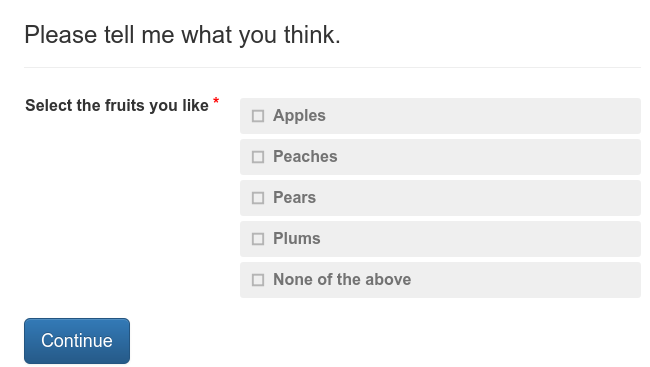 Please tell me what you think.
Select the fruits you like *
Apples
Peaches
Pears
Plums
None of the above
Continue